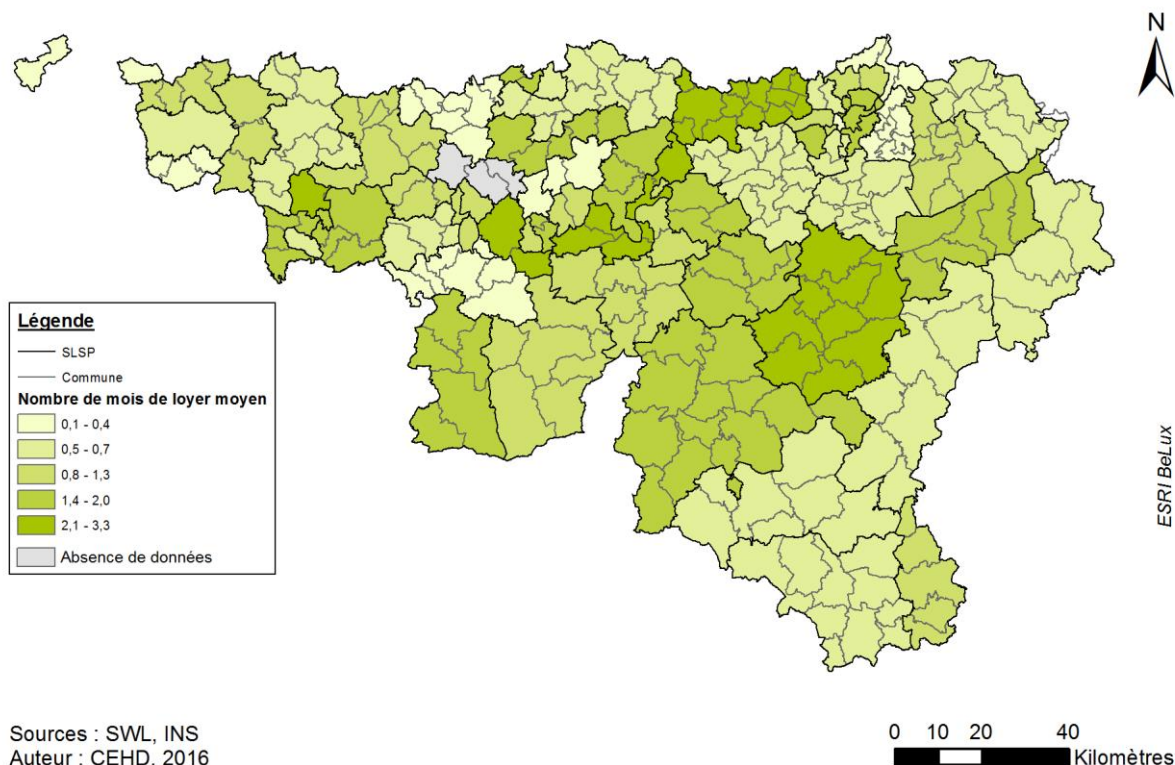 N
Légende
SLSP
Commune
Nombre de mois de loyer moyen
0,1 - 0,4
0,5 - 0,7
0,8 - 1,3
1,4 - 2,0
2,1 - 3,3
Absence de données
ESRI BeLux
Sources : SWL, INS
Auteur : CEHD, 2016
0 10 20 40
Kilomètres